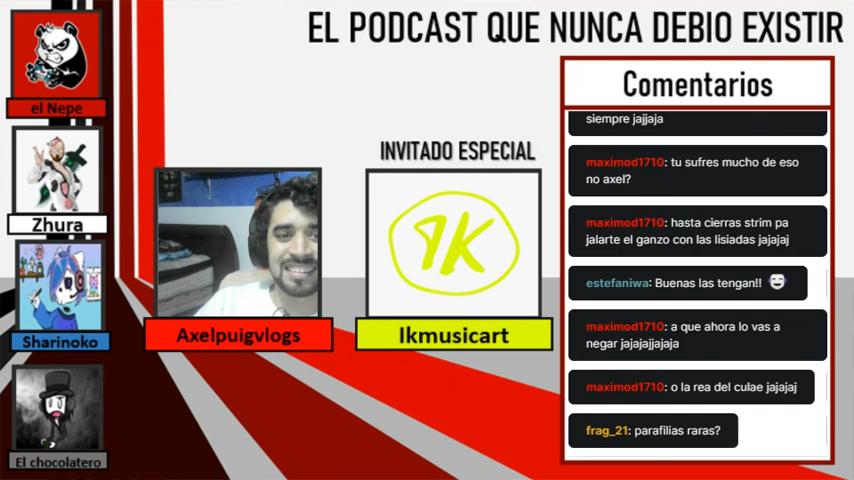 EL PODCAST QUE NUNCA DEBIO EXISTIR
el Nepe
Zhura
Sharinoko
El chocolatero
Axelpuigvlogs
INVITADO ESPECIAL
IK
Ikmusicart
Comentarios
siempre jajjaja
maximod1710: tu sufres mucho de eso
no axel?
maximod1710: hasta cierras strim pa
jalarte el ganzo con las lisiadas jajajaj
estefaniwa: Buenas las tengan!!
maximod1710: a que ahora lo vas a
negar jajajajjajaja
maximod1710: o la rea del culae jajajaj
frag_21: parafilias raras?